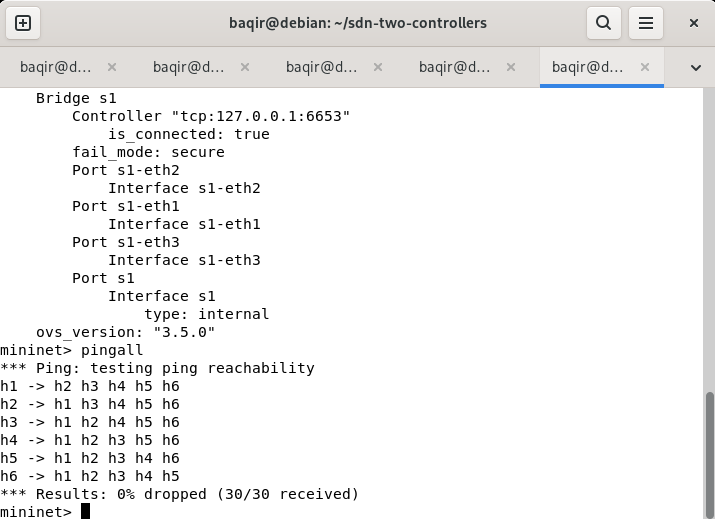 baqir@debian: ~/sdn-two-controllers
baqir@d... baqir@d... baqir@d... baqir@d... baqir@d...
    Bridge s1
        Controller "tcp:127.0.0.1:6653"
            is_connected: true
        fail_mode: secure
        Port s1-eth2
            Interface s1-eth2
        Port s1-eth1
            Interface s1-eth1
        Port s1-eth3
            Interface s1-eth3
        Port s1
            Interface s1
                type: internal
    ovs_version: "3.5.0"
mininet> pingall
*** Ping: testing ping reachability
h1 -> h2 h3 h4 h5 h6
h2 -> h1 h3 h4 h5 h6
h3 -> h1 h2 h4 h5 h6
h4 -> h1 h2 h3 h5 h6
h5 -> h1 h2 h3 h4 h6
h6 -> h1 h2 h3 h4 h5
*** Results: 0% dropped (30/30 received)
mininet>